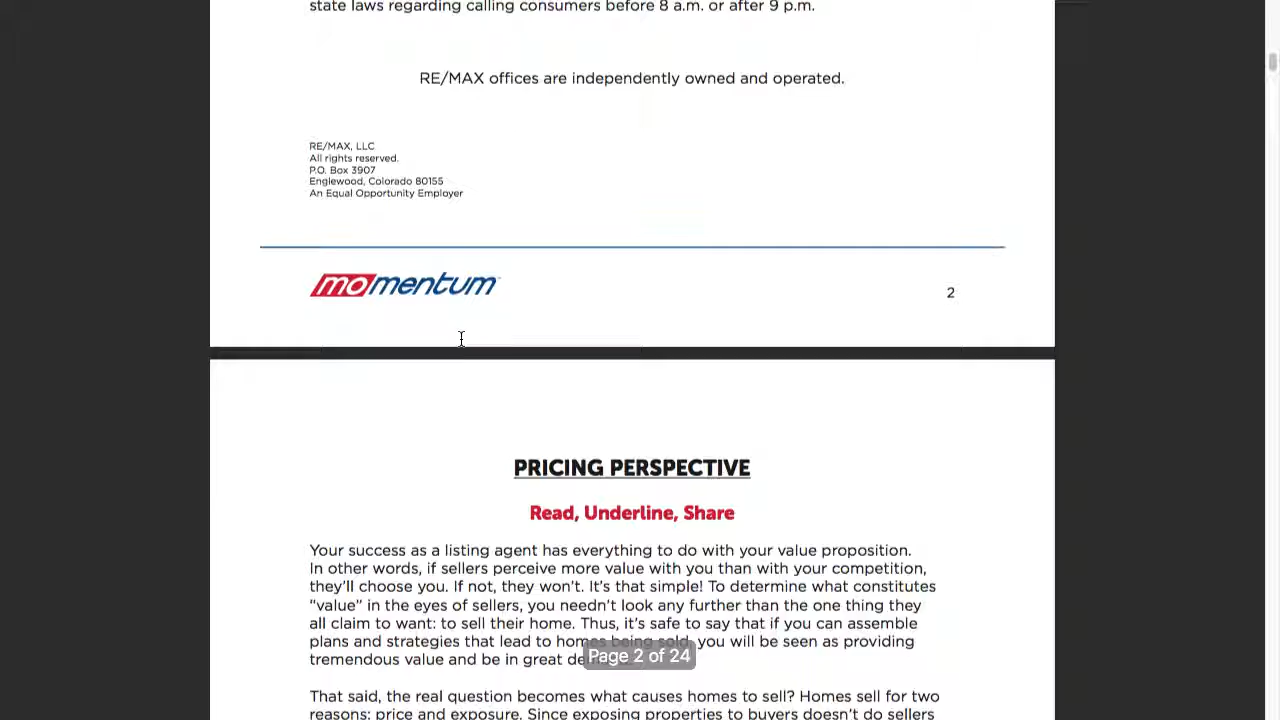 state laws regarding calling consumers before 8 a.m. or after 9 p.m.
RE/MAX offices are independently owned and operated.
RE/MAX, LLC
All rights reserved.
P.O. Box 3907
Englewood, Colorado 80155
An Equal Opportunity Employer
momentum
2
PRICING PERSPECTIVE
Read, Underline, Share
Your success as a listing agent has everything to do with your value proposition.
In other words, if sellers perceive more value with you than with your competition,
they'll choose you. If not, they won't. It's that simple! To determine what constitutes
"value" in the eyes of sellers, you needn't look any further than the one thing they
all claim to want: to sell their home. Thus, it's safe to say that if you can assemble
plans and strategies that lead to homes being sold, you will be seen as providing
tremendous value and be in great
Page 2 of 24
That said, the real question becomes what causes homes to sell? Homes sell for two
reasons: price and exposure. Since exposing properties to buyers doesn't do sellers